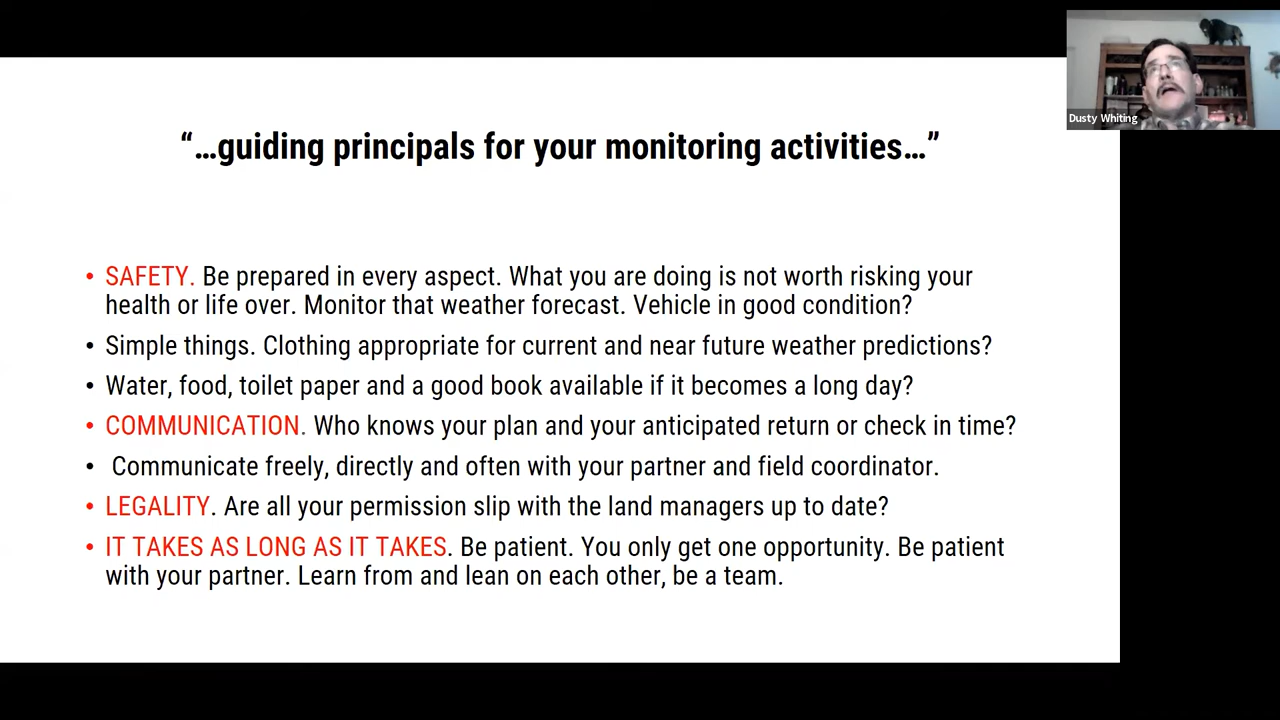 Dusty Whiting
“...guiding principals for your monitoring activities...”
• SAFETY. Be prepared in every aspect. What you are doing is not worth risking your
health or life over. Monitor that weather forecast. Vehicle in good condition?
• Simple things. Clothing appropriate for current and near future weather predictions?
• Water, food, toilet paper and a good book available if it becomes a long day?
• COMMUNICATION. Who knows your plan and your anticipated return or check in time?
• Communicate freely, directly and often with your partner and field coordinator.
• LEGALITY. Are all your permission slip with the land managers up to date?
• IT TAKES AS LONG AS IT TAKES. Be patient. You only get one opportunity. Be patient
with your partner. Learn from and lean on each other, be a team.